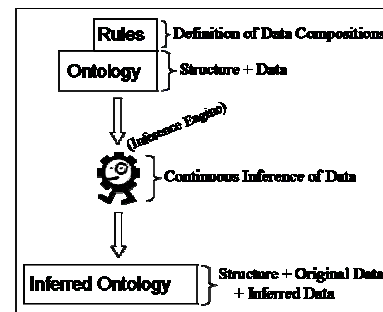 Rules
Definition of Data Compositions
Ontology
Structure + Data
(Inference Engine)
Continuous Inference of Data
Inferred Ontology
Structure + Original Data
+ Inferred Data